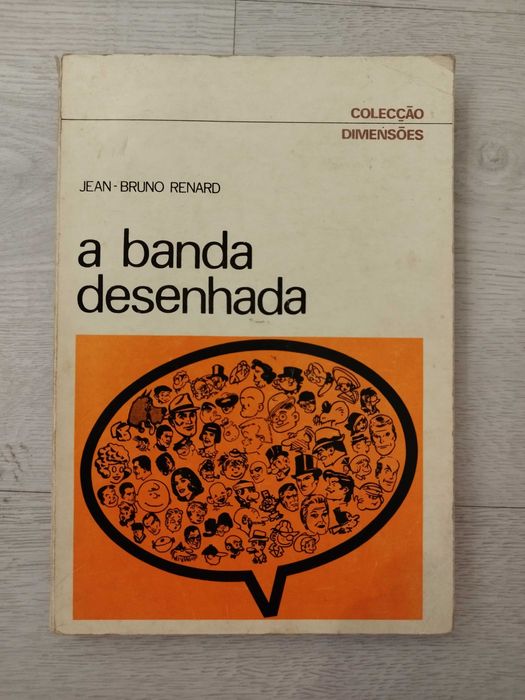 COLECÇÃO
DIMENSÕES
JEAN-BRUNO RENARD
a banda
desenhada